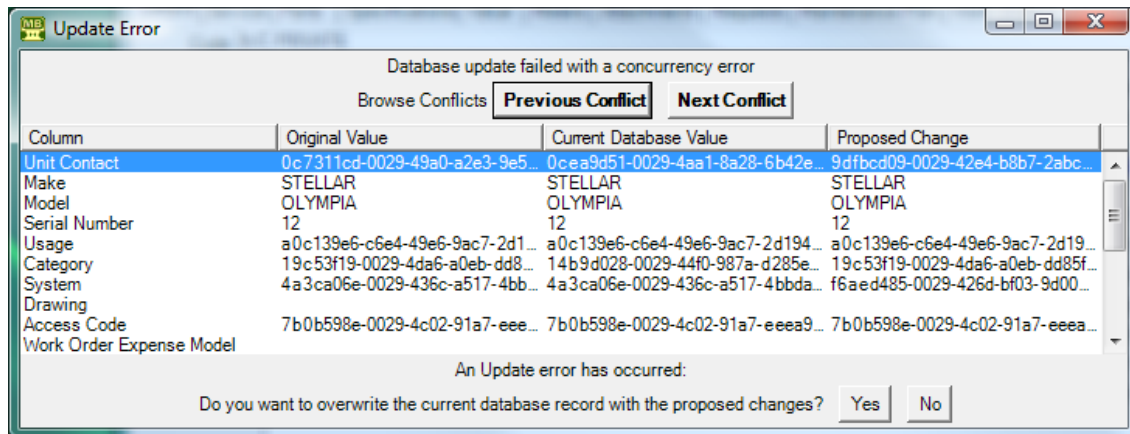 MB
Update Error
Database update failed with a concurrency error
Browse Conflicts Previous Conflict Next Conflict
Column Original Value Current Database Value Proposed Change
Unit Contact 0c7311cd-0029-49a0-a2e3-9e5... 0cea9d51-0029-4aa1-8a28-6b42e... 9dfbcd09-0029-42e4-b8b7-2abc...
Make STELLAR STELLAR STELLAR
Model OLYMPIA OLYMPIA OLYMPIA
Serial Number 12 12 12
Usage a0c139e6-c6e4-49e6-9ac7-2d1... a0c139e6-c6e4-49e6-9ac7-2d194... a0c139e6-c6e4-49e6-9ac7-2d19...
Category 19c53f19-0029-4da6-a0eb-dd8... 14b9d028-0029-44f0-987a-d285e... 19c53f19-0029-4da6-a0eb-dd85f...
System 4a3ca06e-0029-436c-a517-4bb... 4a3ca06e-0029-436c-a517-4bbda... f6aed485-0029-426d-bf03-9d00...
Drawing
Access Code 7b0b598e-0029-4c02-91a7-eee... 7b0b598e-0029-4c02-91a7-eeea9... 7b0b598e-0029-4c02-91a7-eeea...
Work Order Expense Model
An Update error has occurred:
Do you want to overwrite the current database record with the proposed changes? Yes No